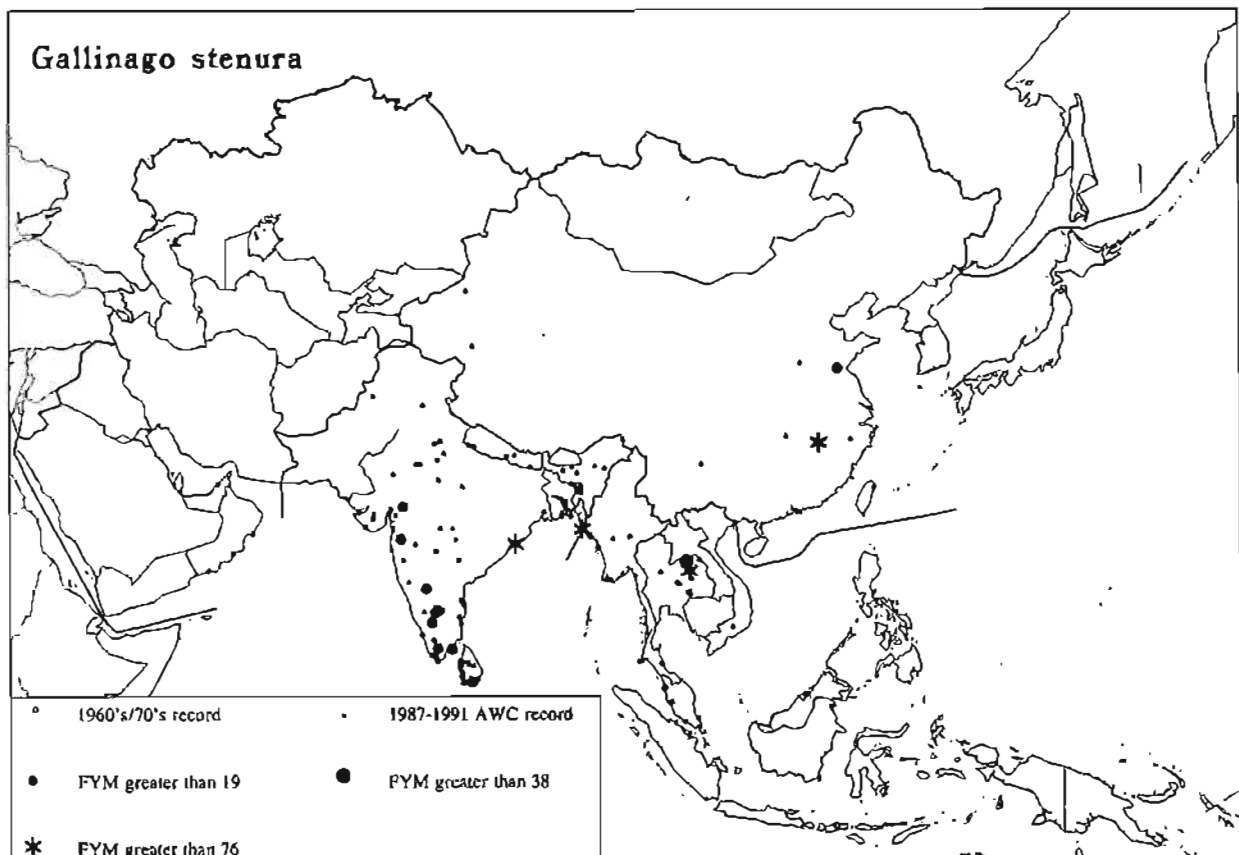 Gallinago stenura
1960's/70's record
1987-1991 AWC record
FYM greater than 19
FYM greater than 38
FYM greater than 76